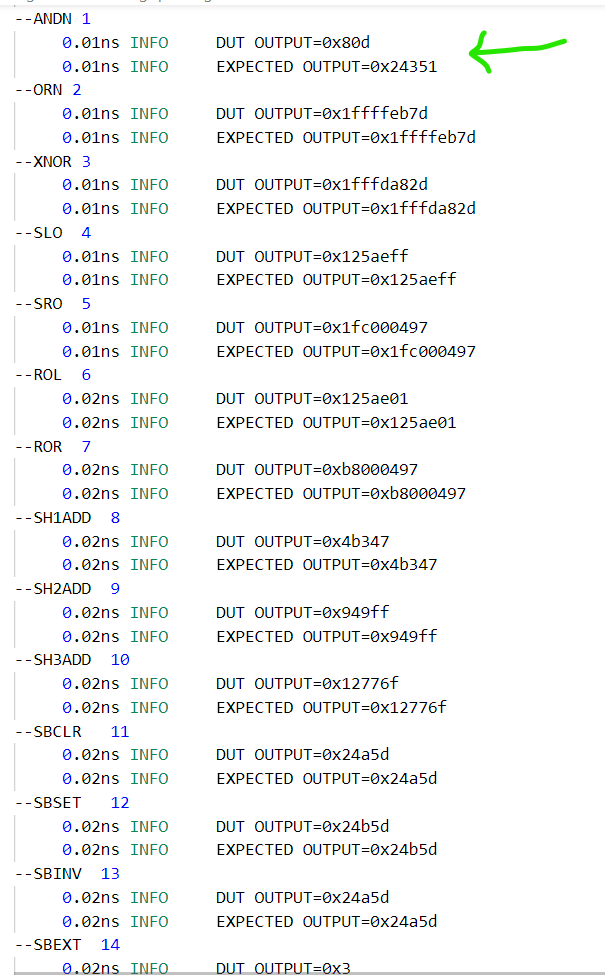 --ANDN 1
0.01ns INFO DUT OUTPUT=0x80d
0.01ns INFO EXPECTED OUTPUT=0x24351
--ORN 2
0.01ns INFO DUT OUTPUT=0x1ffffeb7d
0.01ns INFO EXPECTED OUTPUT=0x1ffffeb7d
--XNOR 3
0.01ns INFO DUT OUTPUT=0x1fffda82d
0.01ns INFO EXPECTED OUTPUT=0x1fffda82d
--SLO 4
0.01ns INFO DUT OUTPUT=0x125aeff
0.01ns INFO EXPECTED OUTPUT=0x125aeff
--SRO 5
0.01ns INFO DUT OUTPUT=0x1fc000497
0.01ns INFO EXPECTED OUTPUT=0x1fc000497
--ROL 6
0.02ns INFO DUT OUTPUT=0x125ae01
0.02ns INFO EXPECTED OUTPUT=0x125ae01
--ROR 7
0.02ns INFO DUT OUTPUT=0xb8000497
0.02ns INFO EXPECTED OUTPUT=0xb8000497
--SH1ADD 8
0.02ns INFO DUT OUTPUT=0x4b347
0.02ns INFO EXPECTED OUTPUT=0x4b347
--SH2ADD 9
0.02ns INFO DUT OUTPUT=0x949ff
0.02ns INFO EXPECTED OUTPUT=0x949ff
--SH3ADD 10
0.02ns INFO DUT OUTPUT=0x12776f
0.02ns INFO EXPECTED OUTPUT=0x12776f
--SBCLR 11
0.02ns INFO DUT OUTPUT=0x24a5d
0.02ns INFO EXPECTED OUTPUT=0x24a5d
--SBSET 12
0.02ns INFO DUT OUTPUT=0x24b5d
0.02ns INFO EXPECTED OUTPUT=0x24b5d
--SBINV 13
0.02ns INFO DUT OUTPUT=0x24a5d
0.02ns INFO EXPECTED OUTPUT=0x24a5d
--SBEXT 14
0.02ns INFO DUT OUTPUT=0x3